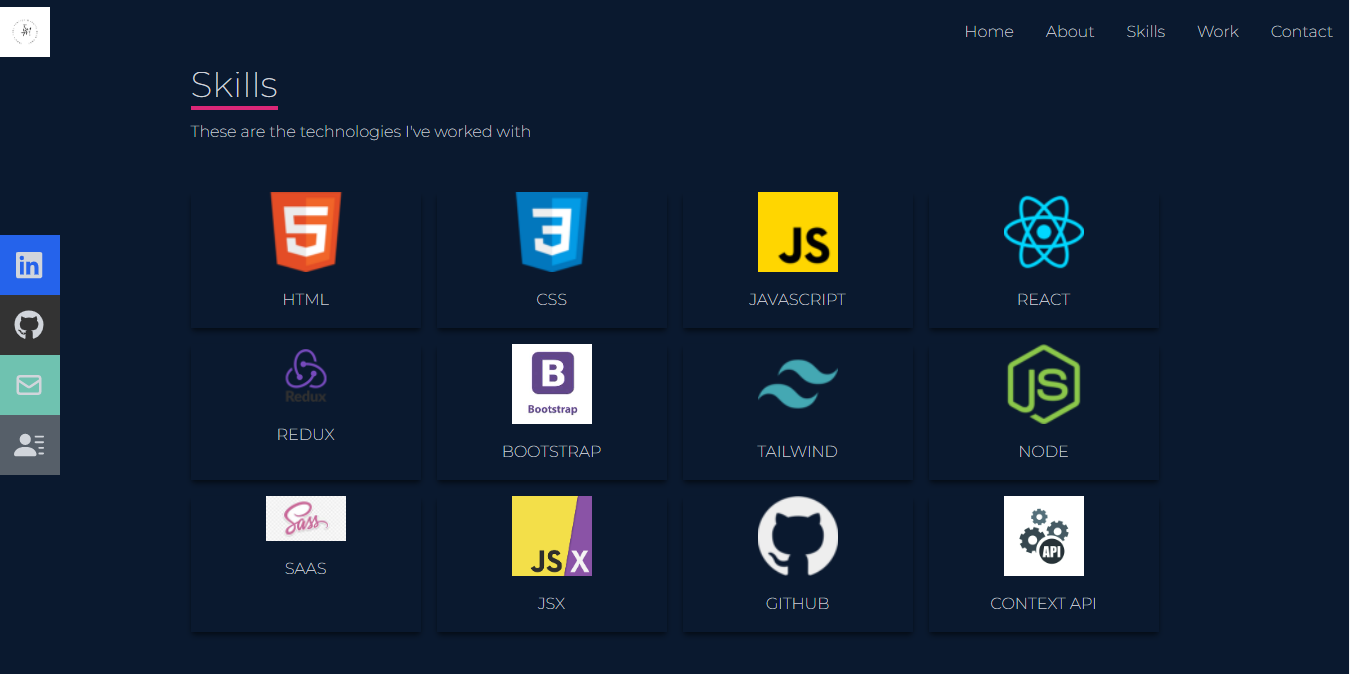 Home About Skills Work Contact
Skills
These are the technologies I've worked with
5 3 JS
HTML CSS JAVASCRIPT REACT
in
Redux B Bootstrap JS
REDUX BOOTSTRAP TAILWIND NODE
Sass JSX API
SAAS JSX GITHUB CONTEXT API